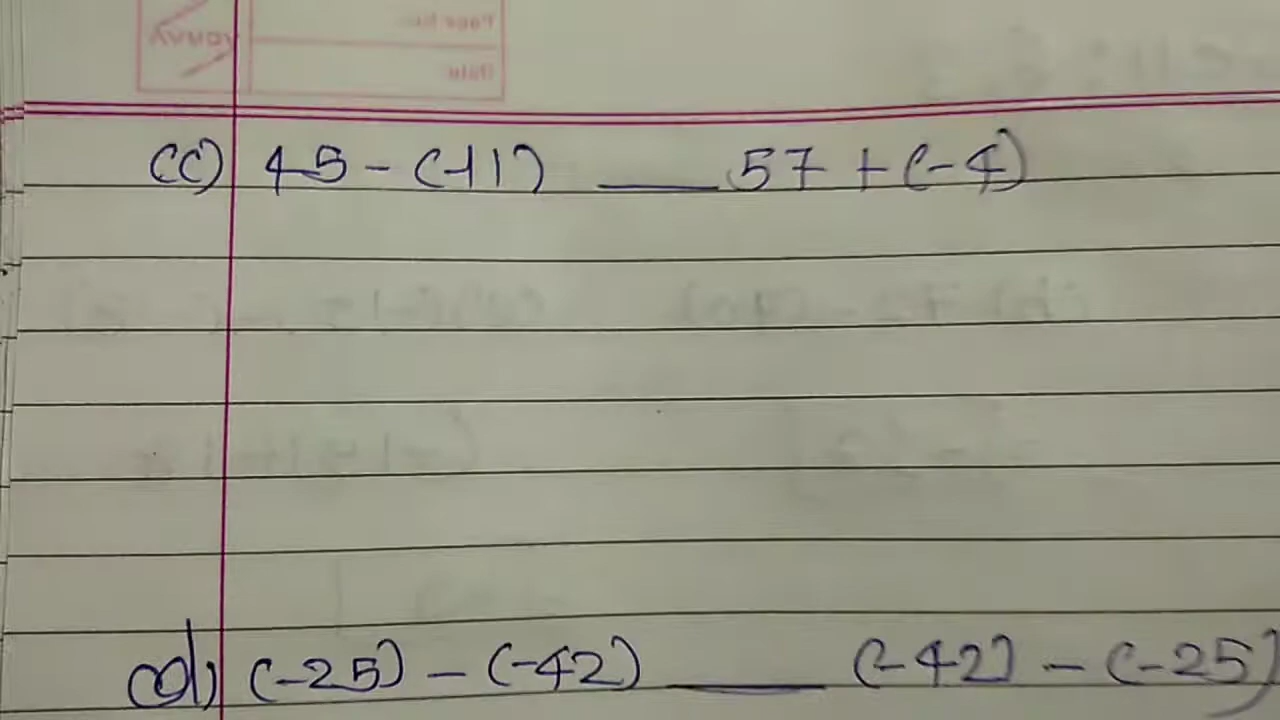 (c) 45 - (-11) ___ 57 + (-4)
(d) (-25) - (-42) ___ (-42) - (-25)